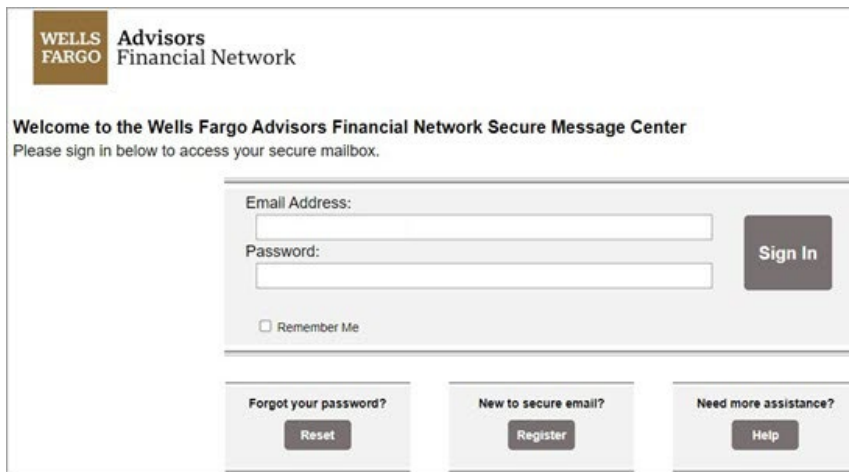 WELLS
FARGO
Advisors
Financial Network
Welcome to the Wells Fargo Advisors Financial Network Secure Message Center
Please sign in below to access your secure mailbox.
Email Address:
Password:
Sign In
Remember Me
Forgot your password?
Reset
New to secure email?
Register
Need more assistance?
Help